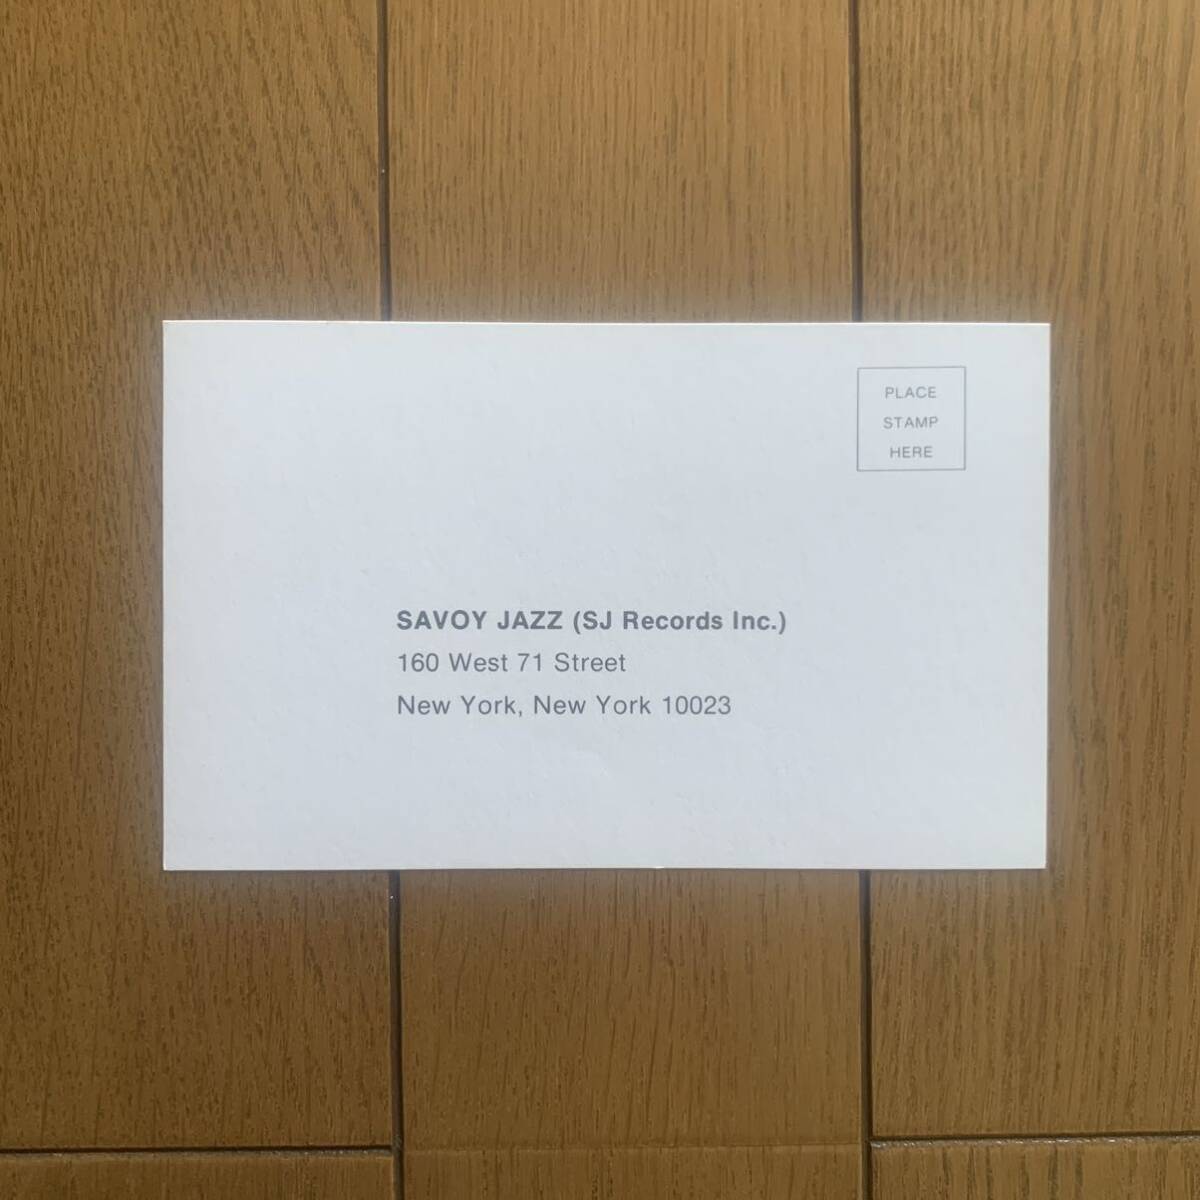 PLACE
STAMP
HERE
SAVOY JAZZ (SJ Records Inc.)
160 West 71 Street
New York, New York 10023